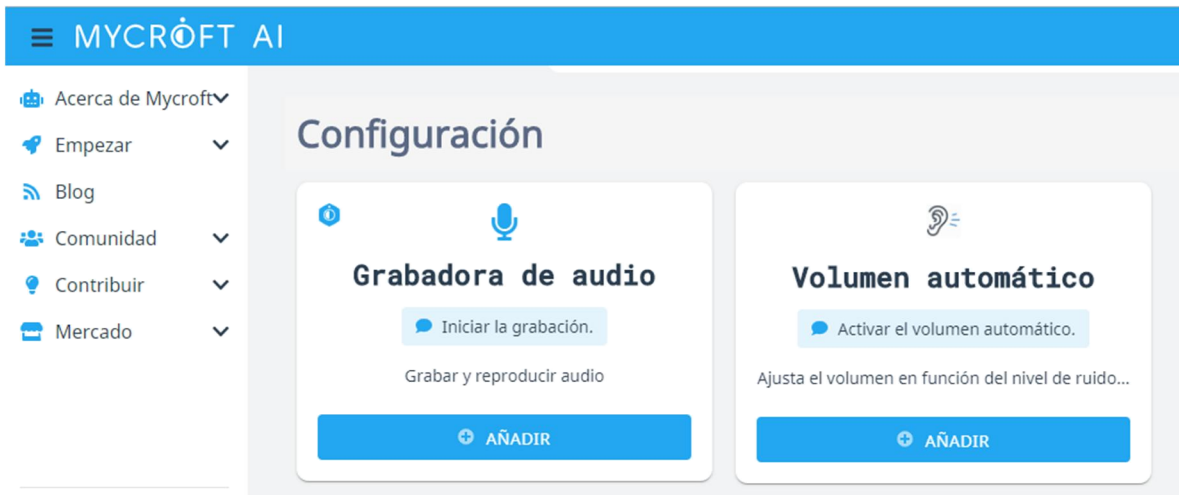 MYCROFT AI
Acerca de Mycroft
Empezar
Blog
Comunidad
Contribuir
Mercado
Configuración
Grabadora de audio
Iniciar la grabación.
Grabar y reproducir audio
AÑADIR
Volumen automático
Activar el volumen automático.
Ajusta el volumen en función del nivel de ruido...
AÑADIR